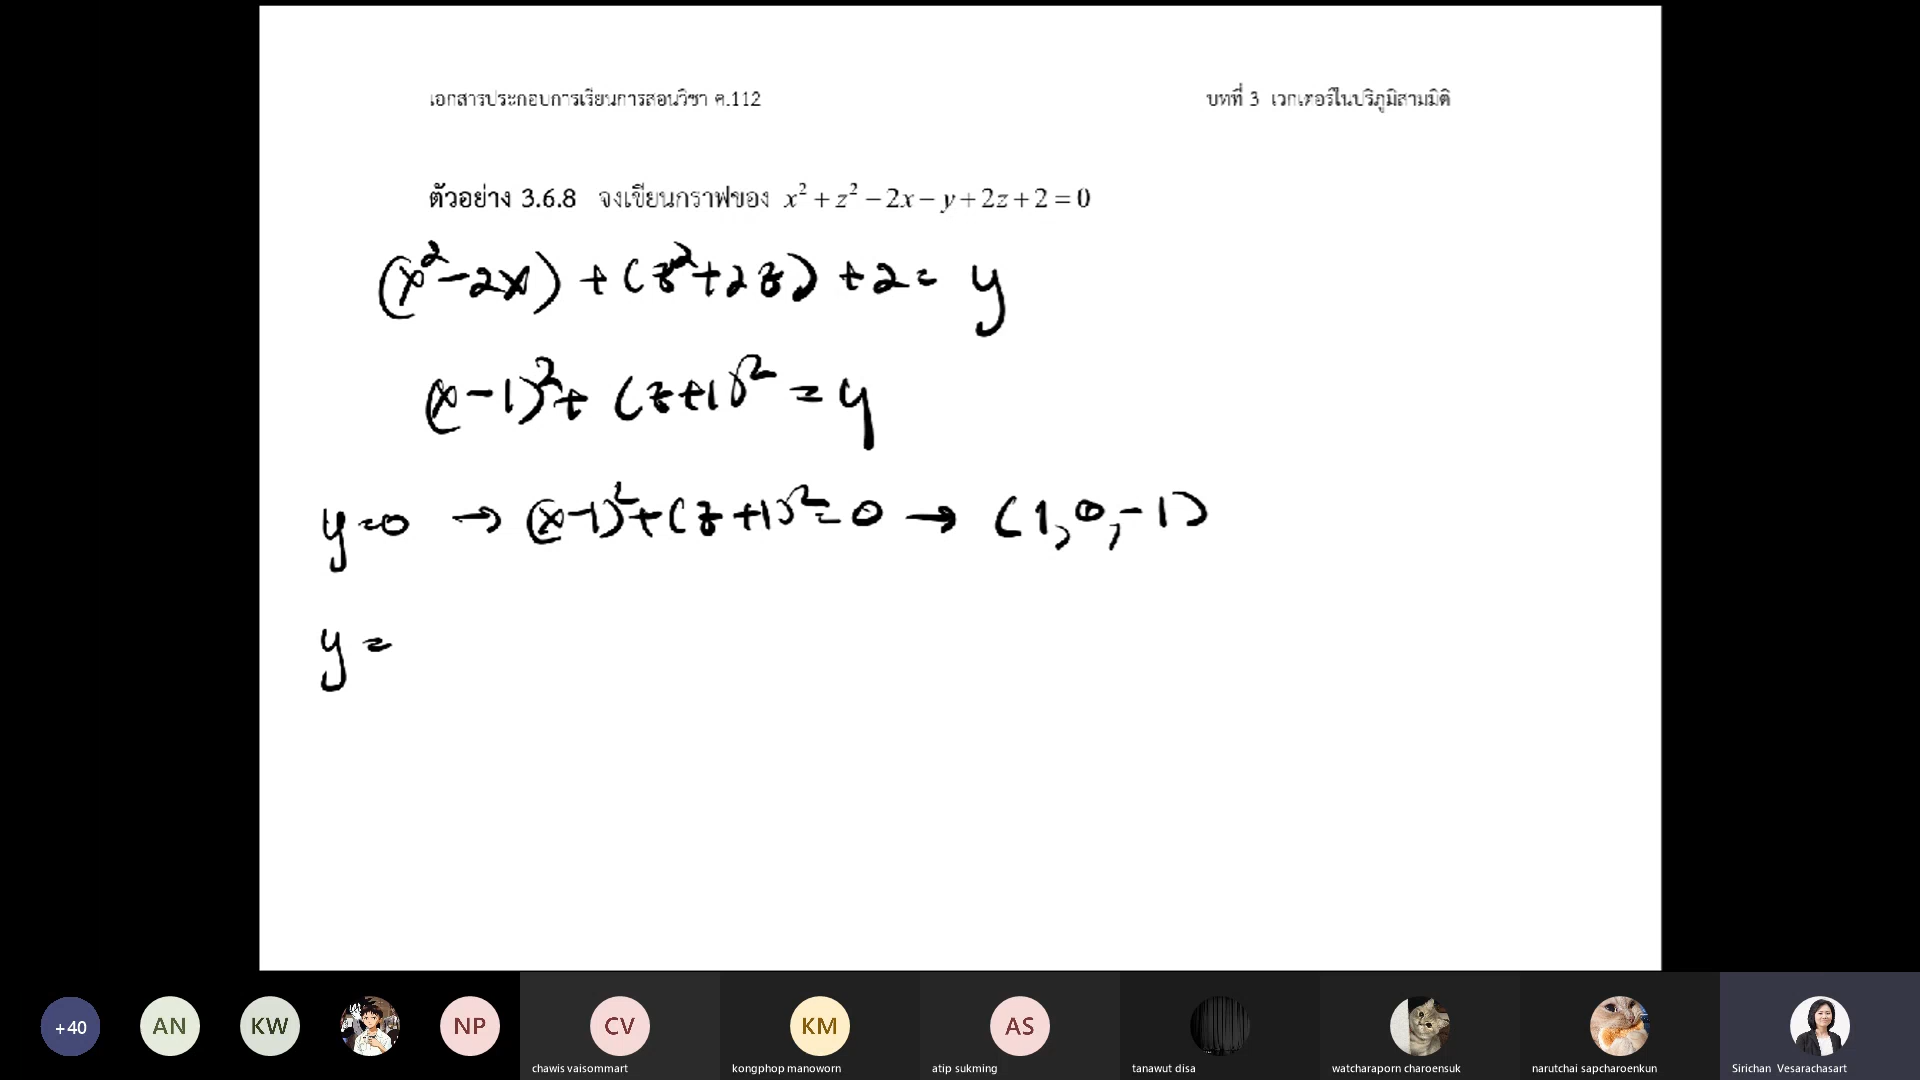 เอกสารประกอบการเรียนการสอนวิชา ค.112
บทที่ 3 เวกเตอร์ในปริภูมิสามมิติ
ตัวอย่าง 3.6.8 จงเขียนกราฟของ x² + z² − 2x − y + 2z + 2 = 0
(x² − 2x) + (z² + 2z) + 2 = y
(x − 1)² + (z + 1)² = y
y = 0 → (x − 1)² + (z + 1)² = 0 → (1, 0, −1)
y =
+40
AN
KW
NP
CV
KM
AS
chawis vaisommart
kongphop manoworn
atip sukming
tanawut disa
watcharaporn charoensuk
narutchai sapcharoenkun
Sirichan Vesarachasart